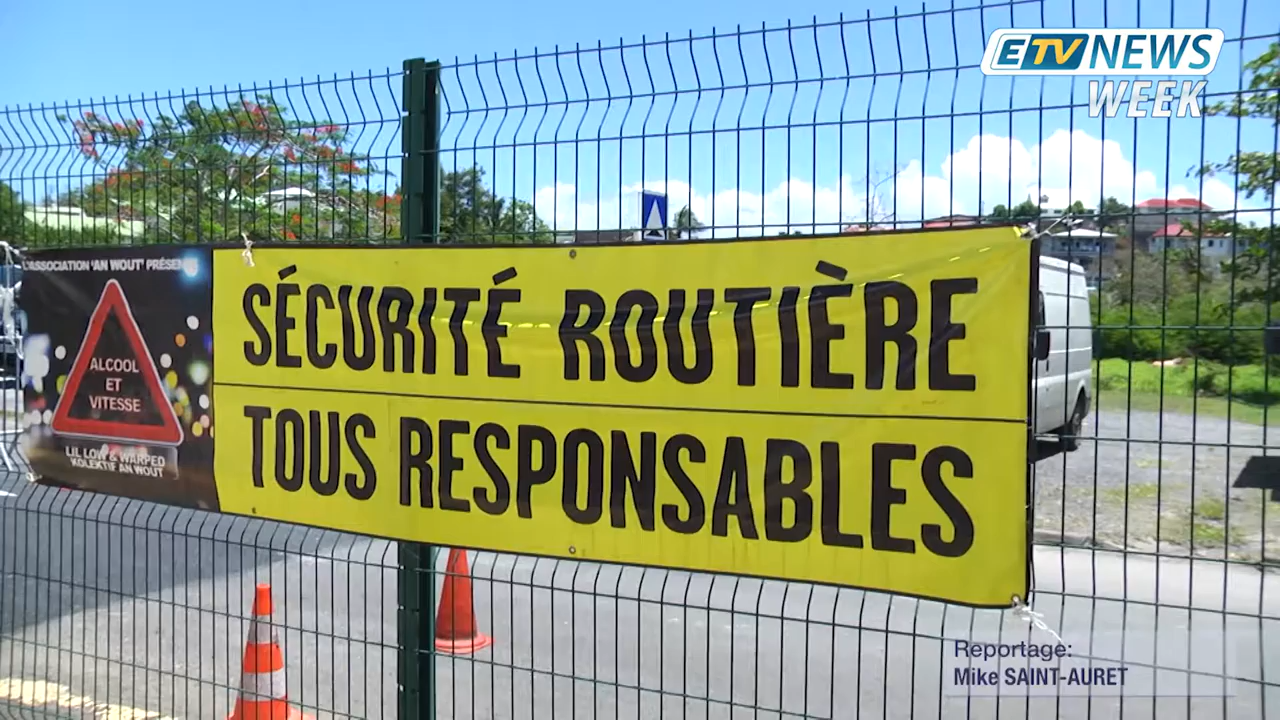 ETV NEWS
WEEK
L'ASSOCIATION 'AN WOUT' PRÉSENTE
ALCOOL
ET
VITESSE
LIL LOW & WARPED
KOLEKTIF AN WOUT
SÉCURITÉ ROUTIÈRE
TOUS RESPONSABLES
Reportage:
Mike SAINT-AURET